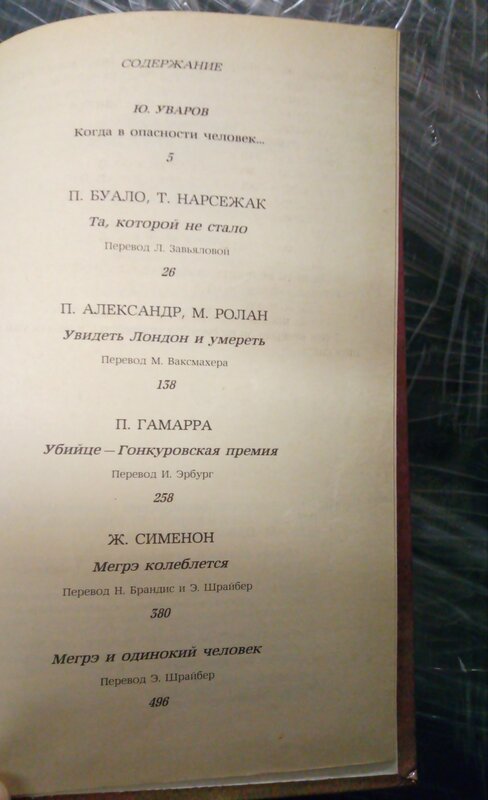 СОДЕРЖАНИЕ
Ю. УВАРОВ
Когда в опасности человек...
5
П. БУАЛО, Т. НАРСЕЖАК
Та, которой не стало
Перевод Л. Завьяловой
26
П. АЛЕКСАНДР, М. РОЛАН
Увидеть Лондон и умереть
Перевод М. Ваксмахера
138
П. ГАМАРРА
Убийце — Гонкуровская премия
Перевод И. Эрбург
258
Ж. СИМЕНОН
Мегрэ колеблется
Перевод Н. Брандис и Э. Шрайбер
380
Мегрэ и одинокий человек
Перевод Э. Шрайбер
496